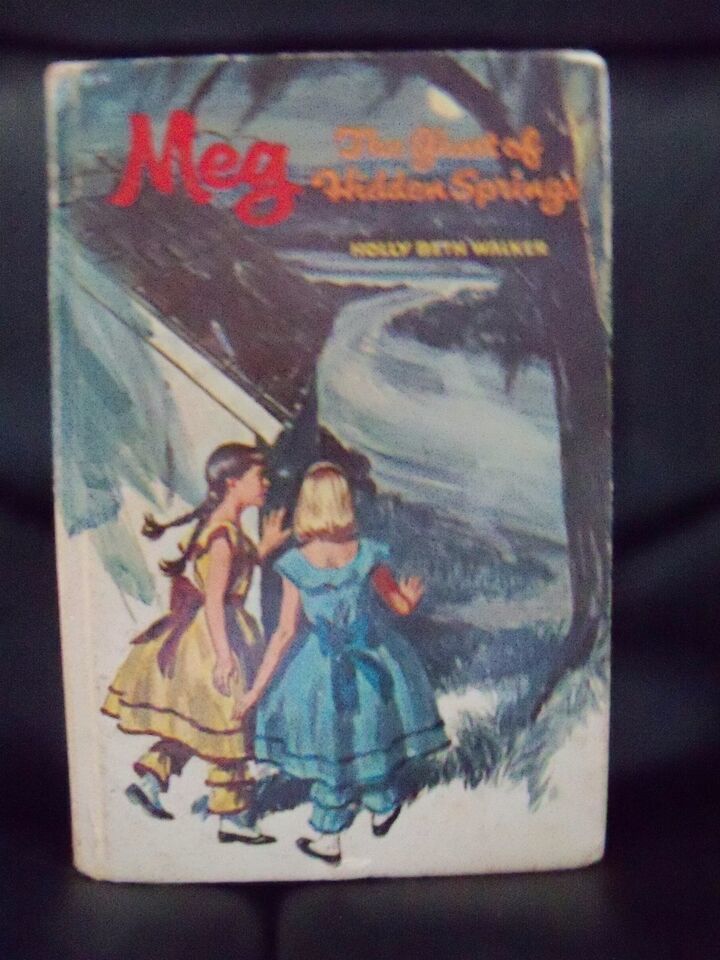 Meg
The Ghost of
Hidden Springs
HOLLY BETH WALKER